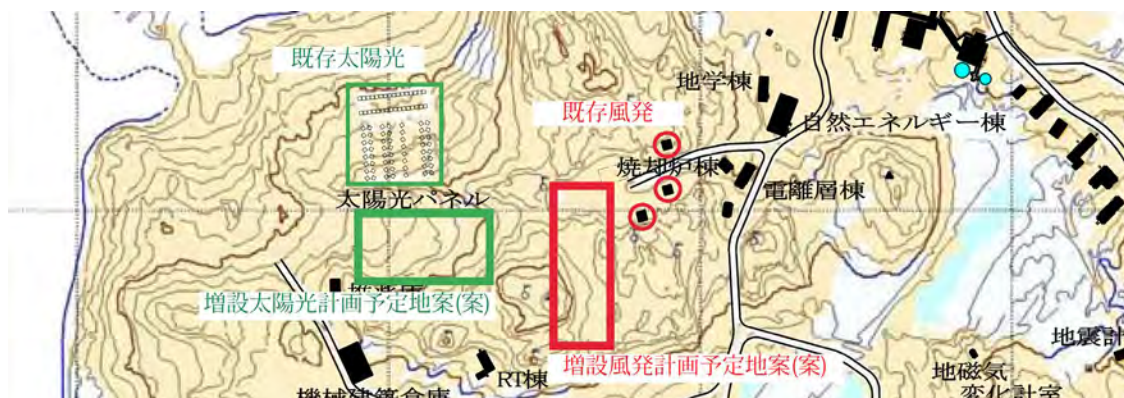 既存太陽光
地学棟
既存風発
自然エネルギー棟
焼却炉棟
太陽光パネル
電離層棟
増設太陽光計画予定地案(案)
増設風発計画予定地案(案)
RT棟
地震計
地磁気
変化計室